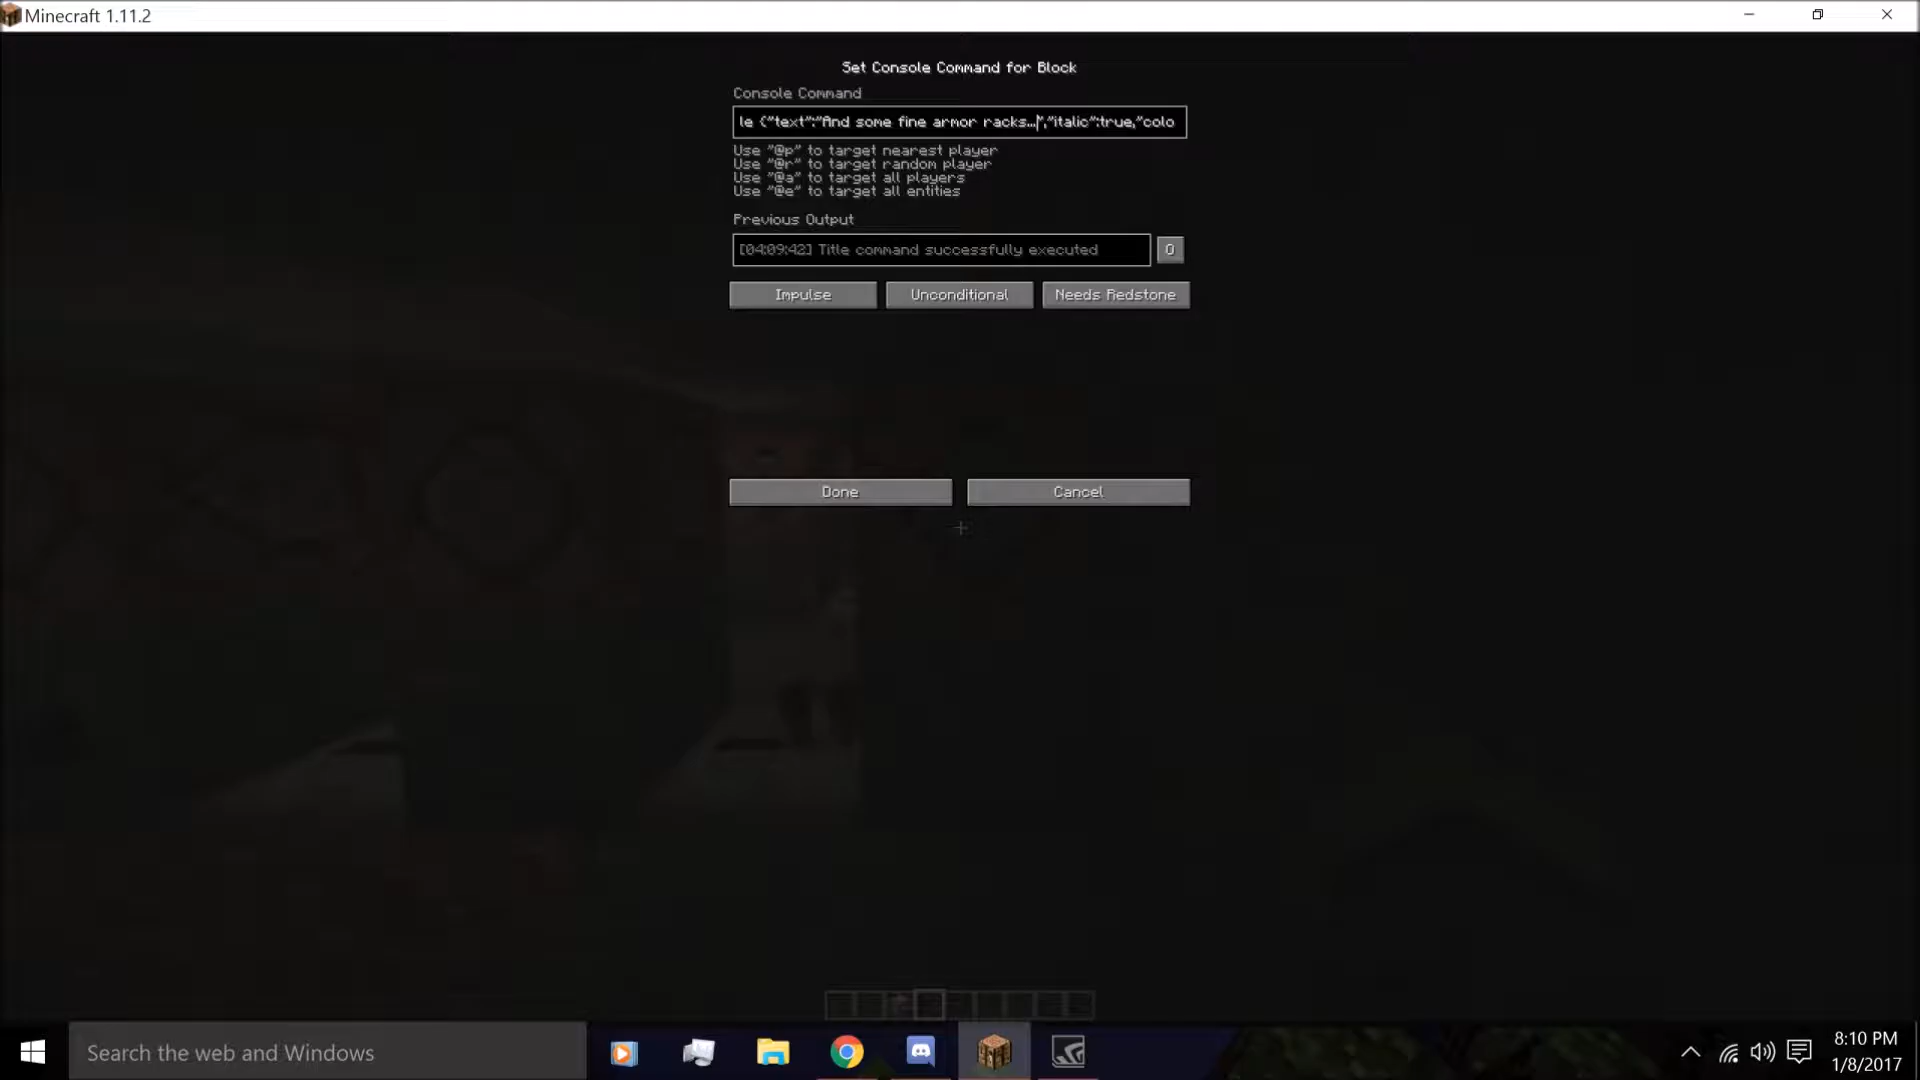 Minecraft 1.11.2
Set Console Command for Block
Console Command
le {"text":"And some fine armor racks...","italic":true,"colo
Use "@p" to target nearest player
Use "@r" to target random player
Use "@a" to target all players
Use "@e" to target all entities
Previous Output
[04:09:42] Title command successfully executed
O
Impulse
Unconditional
Needs Redstone
Done
Cancel
Search the web and Windows
8:10 PM
1/8/2017